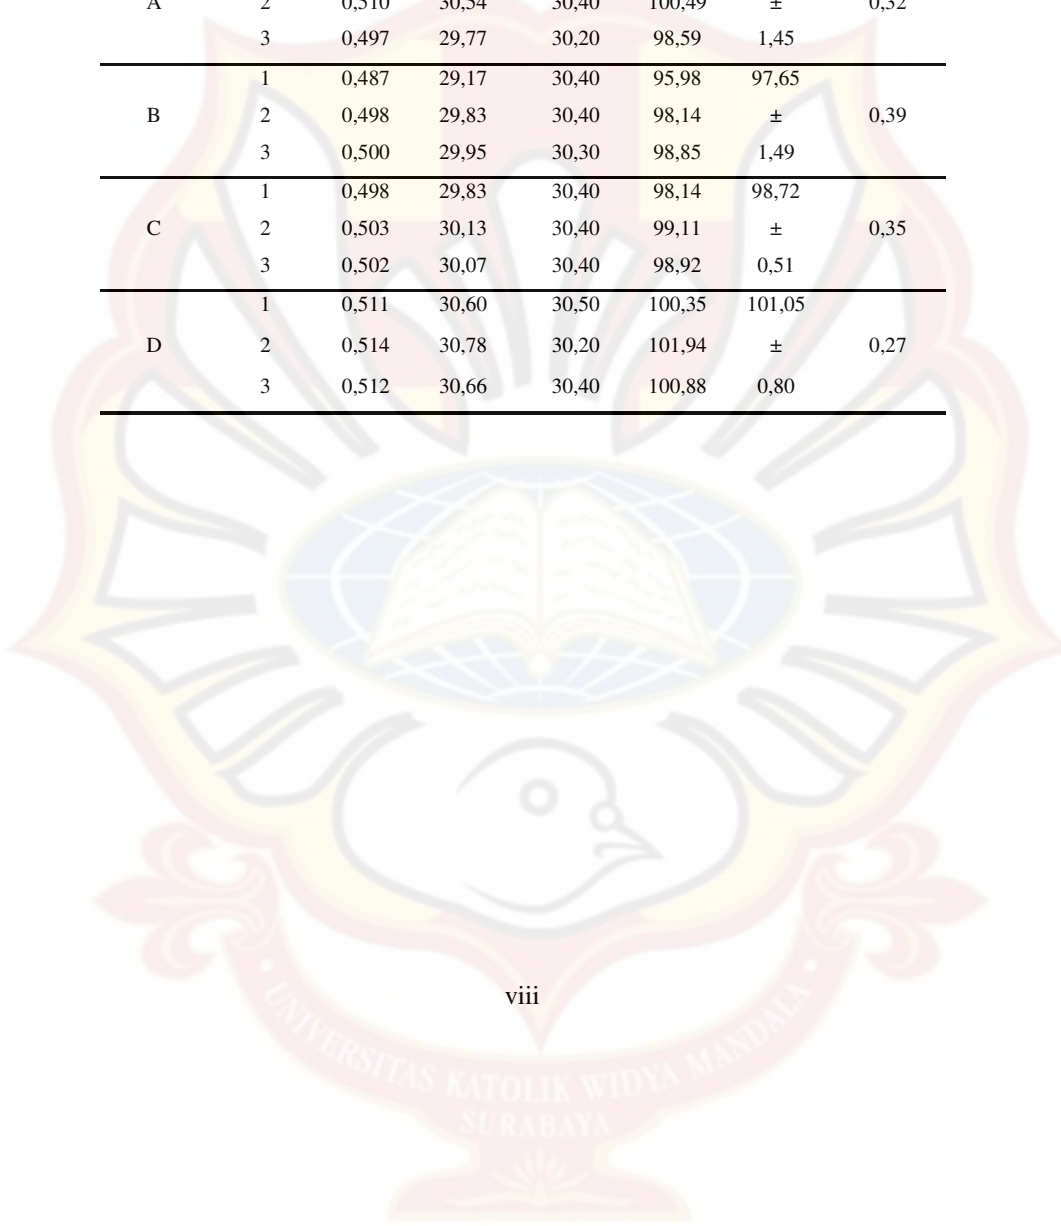 A 2 0,510 30,54 30,40 100,49 ± 0,32
3 0,497 29,77 30,20 98,59 1,45
1 0,487 29,17 30,40 95,98 97,65
B 2 0,498 29,83 30,40 98,14 ± 0,39
3 0,500 29,95 30,30 98,85 1,49
1 0,498 29,83 30,40 98,14 98,72
C 2 0,503 30,13 30,40 99,11 ± 0,35
3 0,502 30,07 30,40 98,92 0,51
1 0,511 30,60 30,50 100,35 101,05
D 2 0,514 30,78 30,20 101,94 ± 0,27
3 0,512 30,66 30,40 100,88 0,80
viii
UNIVERSITAS KATOLIK WIDYA MANDALA
SURABAYA